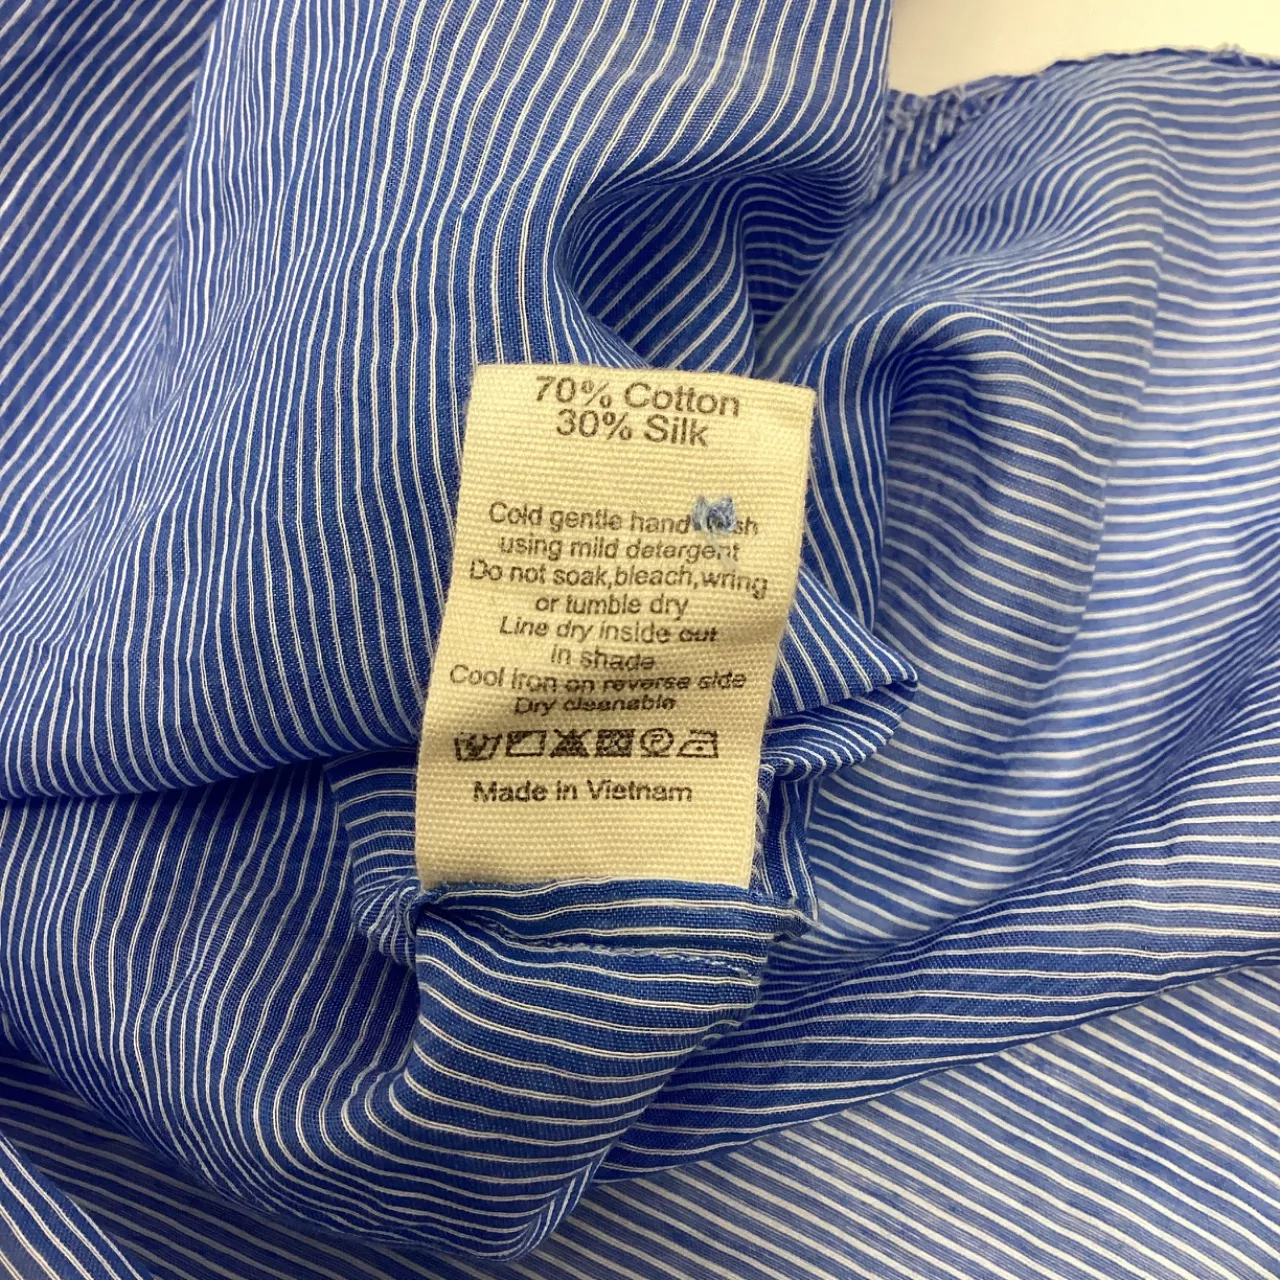 70% Cotton
30% Silk
Cold gentle hand
using mild detergent
Do not soak,bleach,wring
or tumble dry
Line dry inside out
in shade
Cool iron on reverse side
Dry cleanable
Made in Vietnam